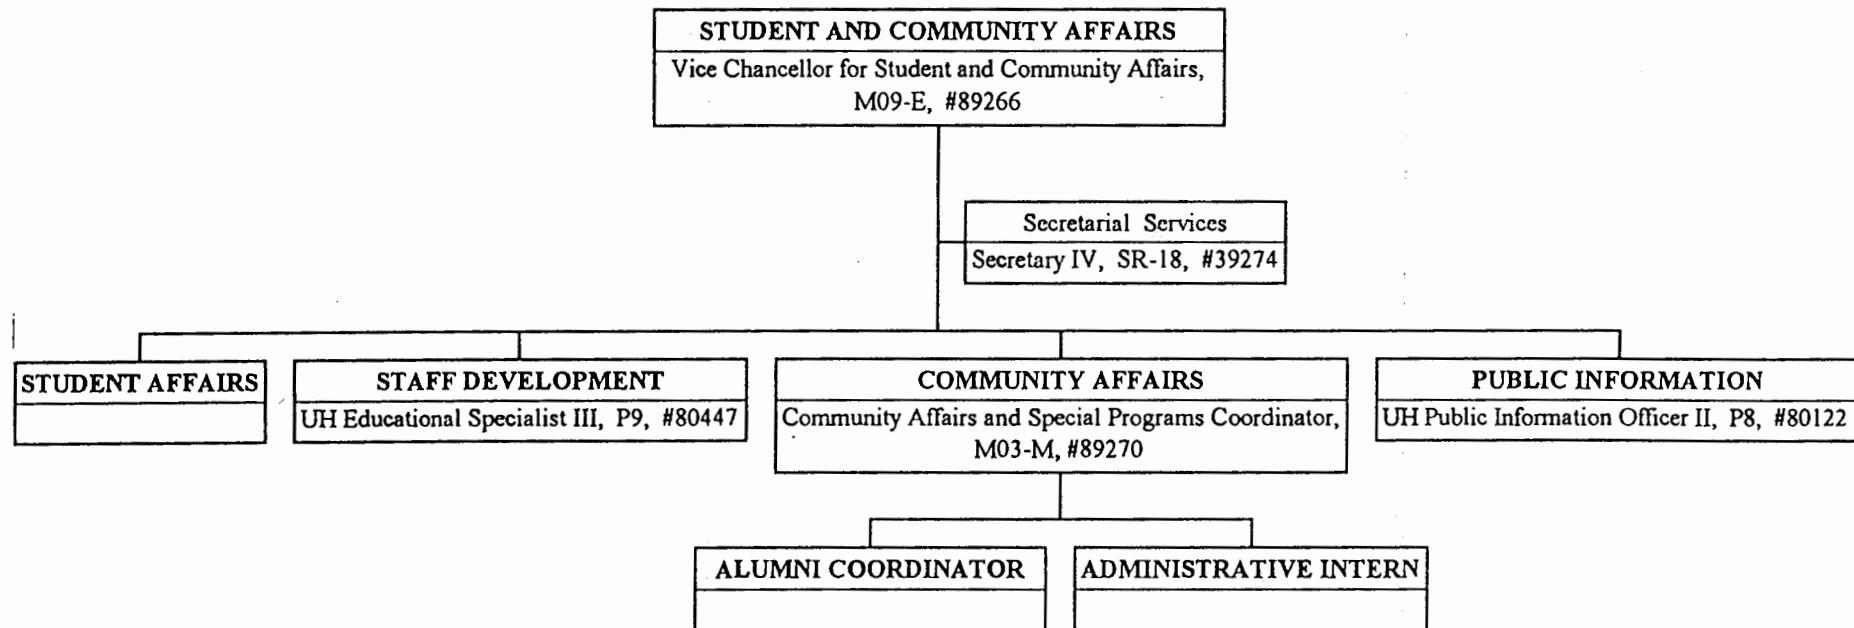 STUDENT AND COMMUNITY AFFAIRS
Vice Chancellor for Student and Community Affairs,
M09-E, #89266
Secretarial Services
Secretary IV, SR-18, #39274
STUDENT AFFAIRS
STAFF DEVELOPMENT
UH Educational Specialist III, P9, #80447
COMMUNITY AFFAIRS
Community Affairs and Special Programs Coordinator,
M03-M, #89270
PUBLIC INFORMATION
UH Public Information Officer II, P8, #80122
ALUMNI COORDINATOR
ADMINISTRATIVE INTERN